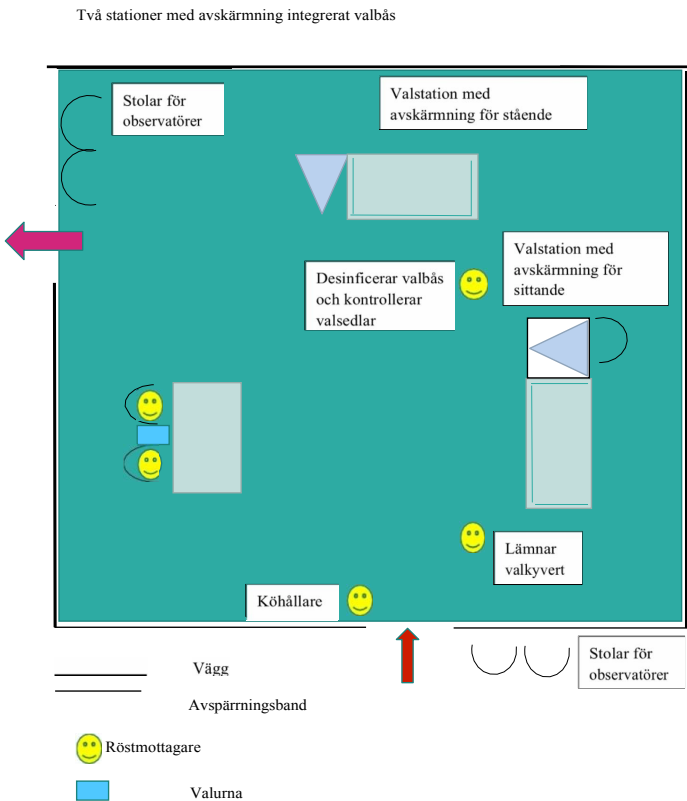 Två stationer med avskärmning integrerat valbås
Stolar för
observatörer
Valstation med
avskärmning för stående
Valstation med
avskärmning för
sittande
Desinficerar valbås
och kontrollerar
valsedlar
Lämnar
valkyvert
Köhållare
Stolar för
observatörer
Vägg
Avspärrningsband
Röstmottagare
Valurna